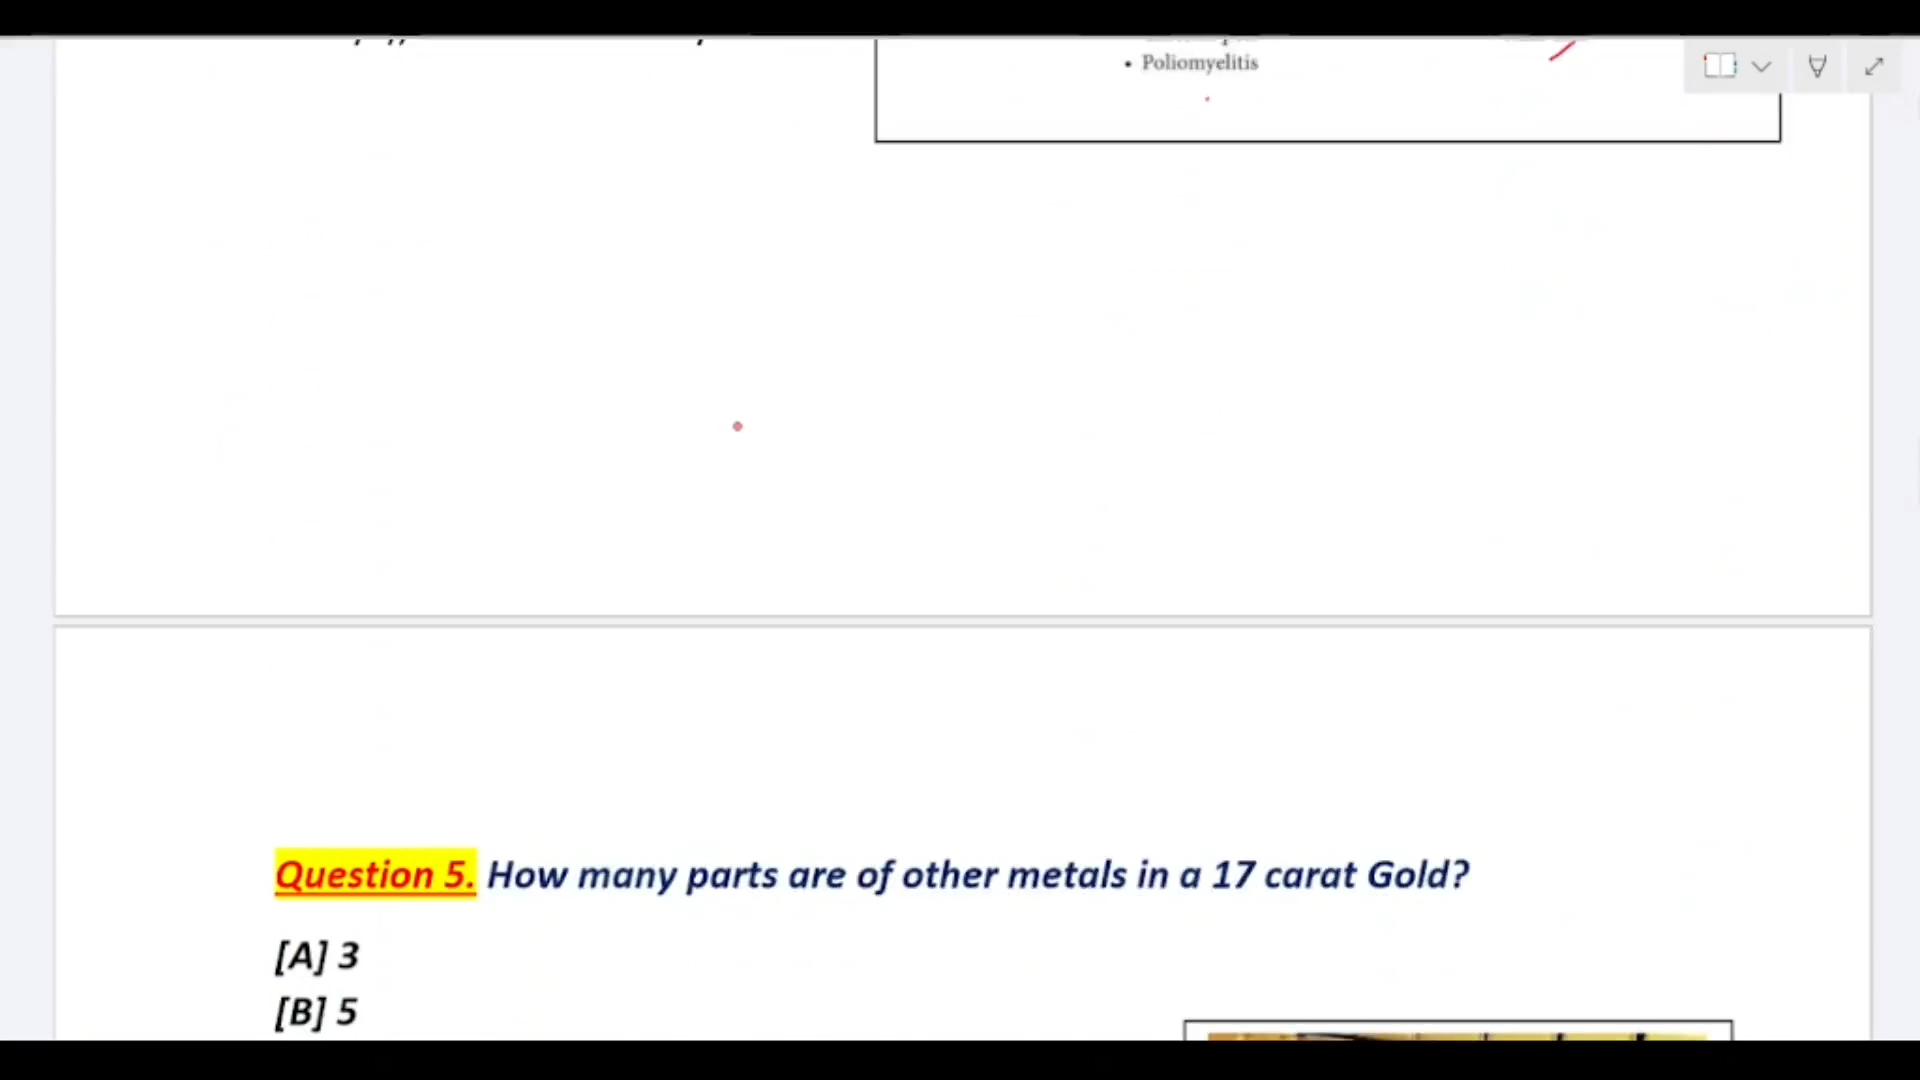 • Poliomyelitis
Question 5. How many parts are of other metals in a 17 carat Gold?
[A] 3
[B] 5